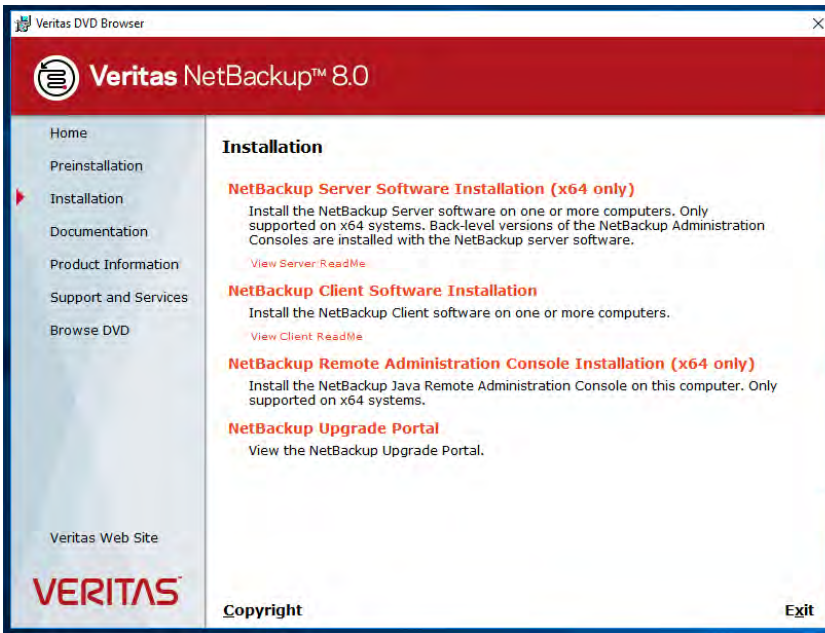 Veritas DVD Browser
Veritas NetBackup™ 8.0
Home
Preinstallation
Installation
Documentation
Product Information
Support and Services
Browse DVD
Veritas Web Site
VERITAS
Installation
NetBackup Server Software Installation (x64 only)
Install the NetBackup Server software on one or more computers. Only
supported on x64 systems. Back-level versions of the NetBackup Administration
Consoles are installed with the NetBackup server software.
View Server ReadMe
NetBackup Client Software Installation
Install the NetBackup Client software on one or more computers.
View Client ReadMe
NetBackup Remote Administration Console Installation (x64 only)
Install the NetBackup Java Remote Administration Console on this computer. Only
supported on x64 systems.
NetBackup Upgrade Portal
View the NetBackup Upgrade Portal.
Copyright
Exit